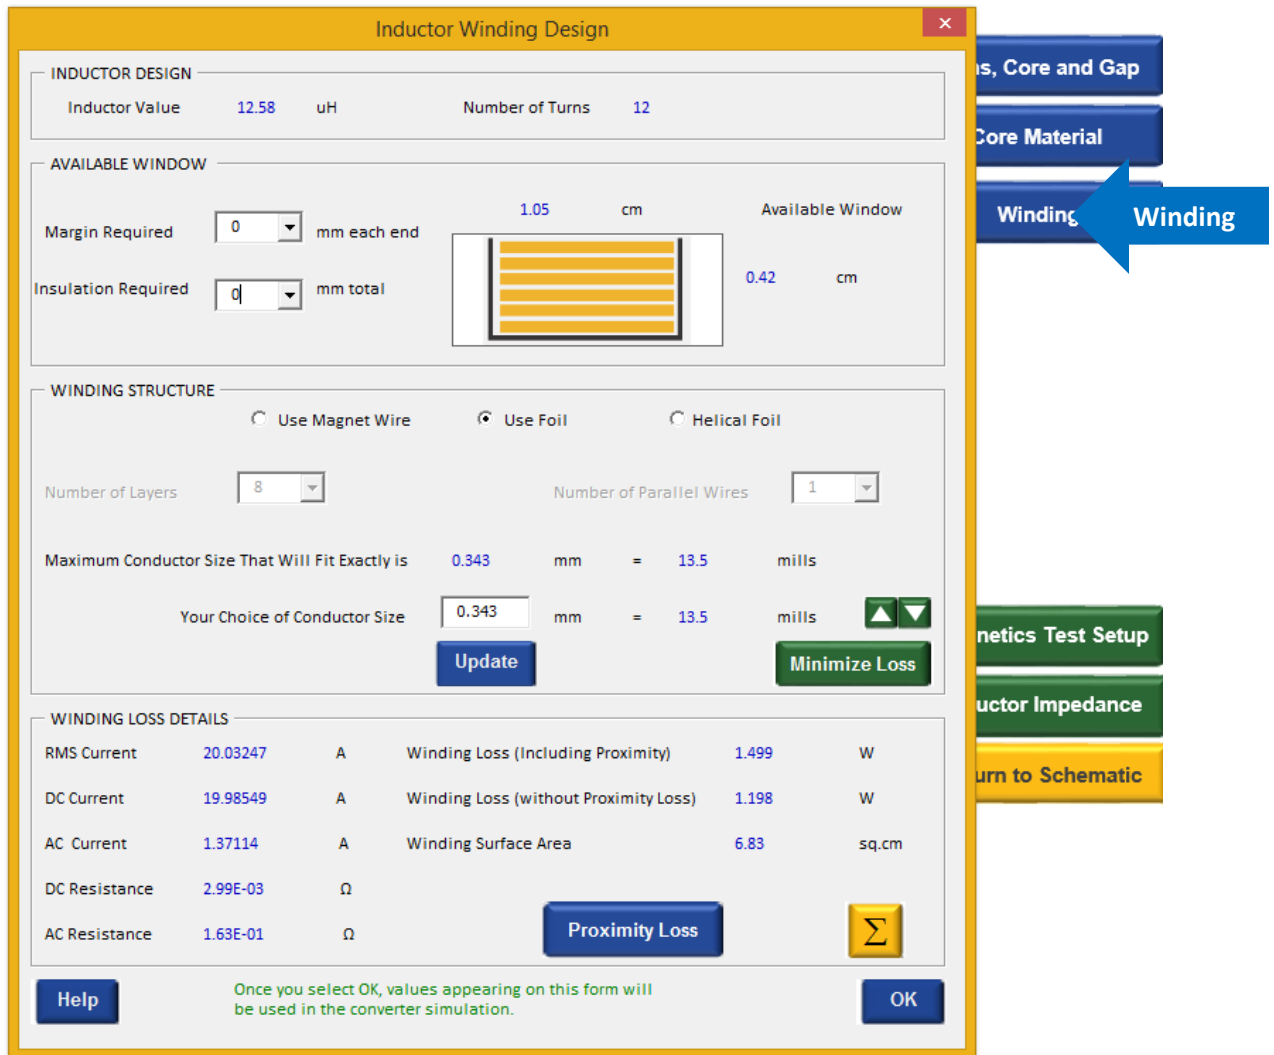 Inductor Winding Design
×
INDUCTOR DESIGN
Inductor Value 12.58 uH Number of Turns 12
AVAILABLE WINDOW
1.05 cm Available Window
Margin Required 0 mm each end
0.42 cm
Insulation Required 0 mm total
WINDING STRUCTURE
Use Magnet Wire Use Foil Helical Foil
Number of Layers 8 Number of Parallel Wires 1
Maximum Conductor Size That Will Fit Exactly is 0.343 mm = 13.5 mills
Your Choice of Conductor Size 0.343 mm = 13.5 mills
Update Minimize Loss
WINDING LOSS DETAILS
RMS Current 20.03247 A Winding Loss (Including Proximity) 1.499 W
DC Current 19.98549 A Winding Loss (without Proximity Loss) 1.198 W
AC Current 1.37114 A Winding Surface Area 6.83 sq.cm
DC Resistance 2.99E-03 Ω
AC Resistance 1.63E-01 Ω
Proximity Loss Σ
Help
Once you select OK, values appearing on this form will
be used in the converter simulation.
OK
ns, Core and Gap
Core Material
Winding
Winding
netics Test Setup
uctor Impedance
urn to Schematic